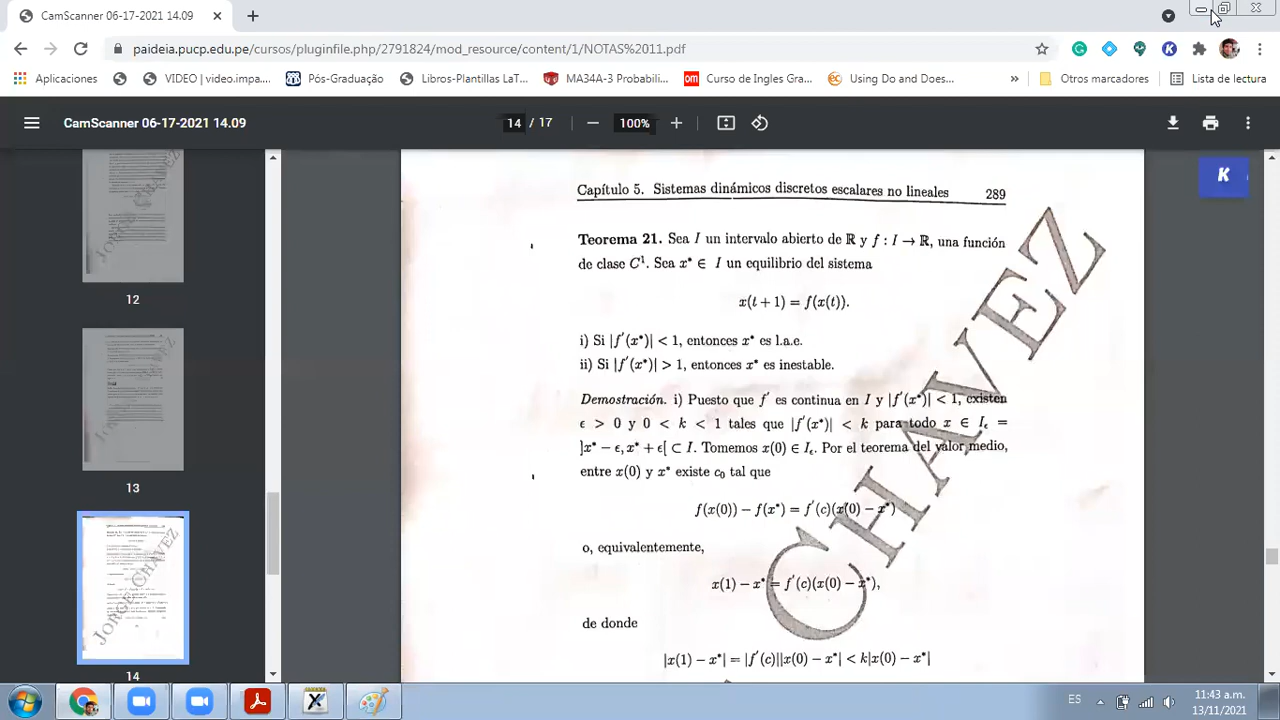 CamScanner 06-17-2021 14.09
paideia.pucp.edu.pe/cursos/pluginfile.php/2791824/mod_resource/content/1/NOTAS%2011.pdf
Aplicaciones VIDEO | vídeo.impa... Pós-Graduação Libros/Plantillas LaT... MA34A-3 Probabili... Curso de Ingles Gra... Using Do and Does... » Otros marcadores Lista de lectura
CamScanner 06-17-2021 14.09 14 / 17 100%
K
12
13
14
Capítulo 5. Sistemas dinámicos discretos escalares no lineales 289
Teorema 21. Sea I un intervalo abierto de ℝ y f : I → ℝ, una función
de clase C¹. Sea x* ∈ I un equilibrio del sistema
x(t + 1) = f(x(t)).
i) Si |f′(x*)| < 1, entonces x* es l.a.e.
ii) Si |f′(x*)| > 1, entonces x* es inestable.
Demostración. i) Puesto que f′ es continua en I y |f′(x*)| < 1, existen
ϵ > 0 y 0 < k < 1 tales que |f′(x*)| < k para todo x ∈ Iϵ =
]x* − ϵ, x* + ϵ[ ⊂ I. Tomemos x(0) ∈ Iϵ. Por el teorema del valor medio,
entre x(0) y x* existe c₀ tal que
f(x(0)) − f(x*) = f′(c)(x(0) − x*)
o, equivalentemente,
x(1) − x* = f′(c)(x(0) − x*),
de donde
|x(1) − x*| = |f′(c)||x(0) − x*| < k|x(0) − x*|
CHAVEZ
JORGE CHAVEZ
ES
11:43 a.m.
13/11/2021